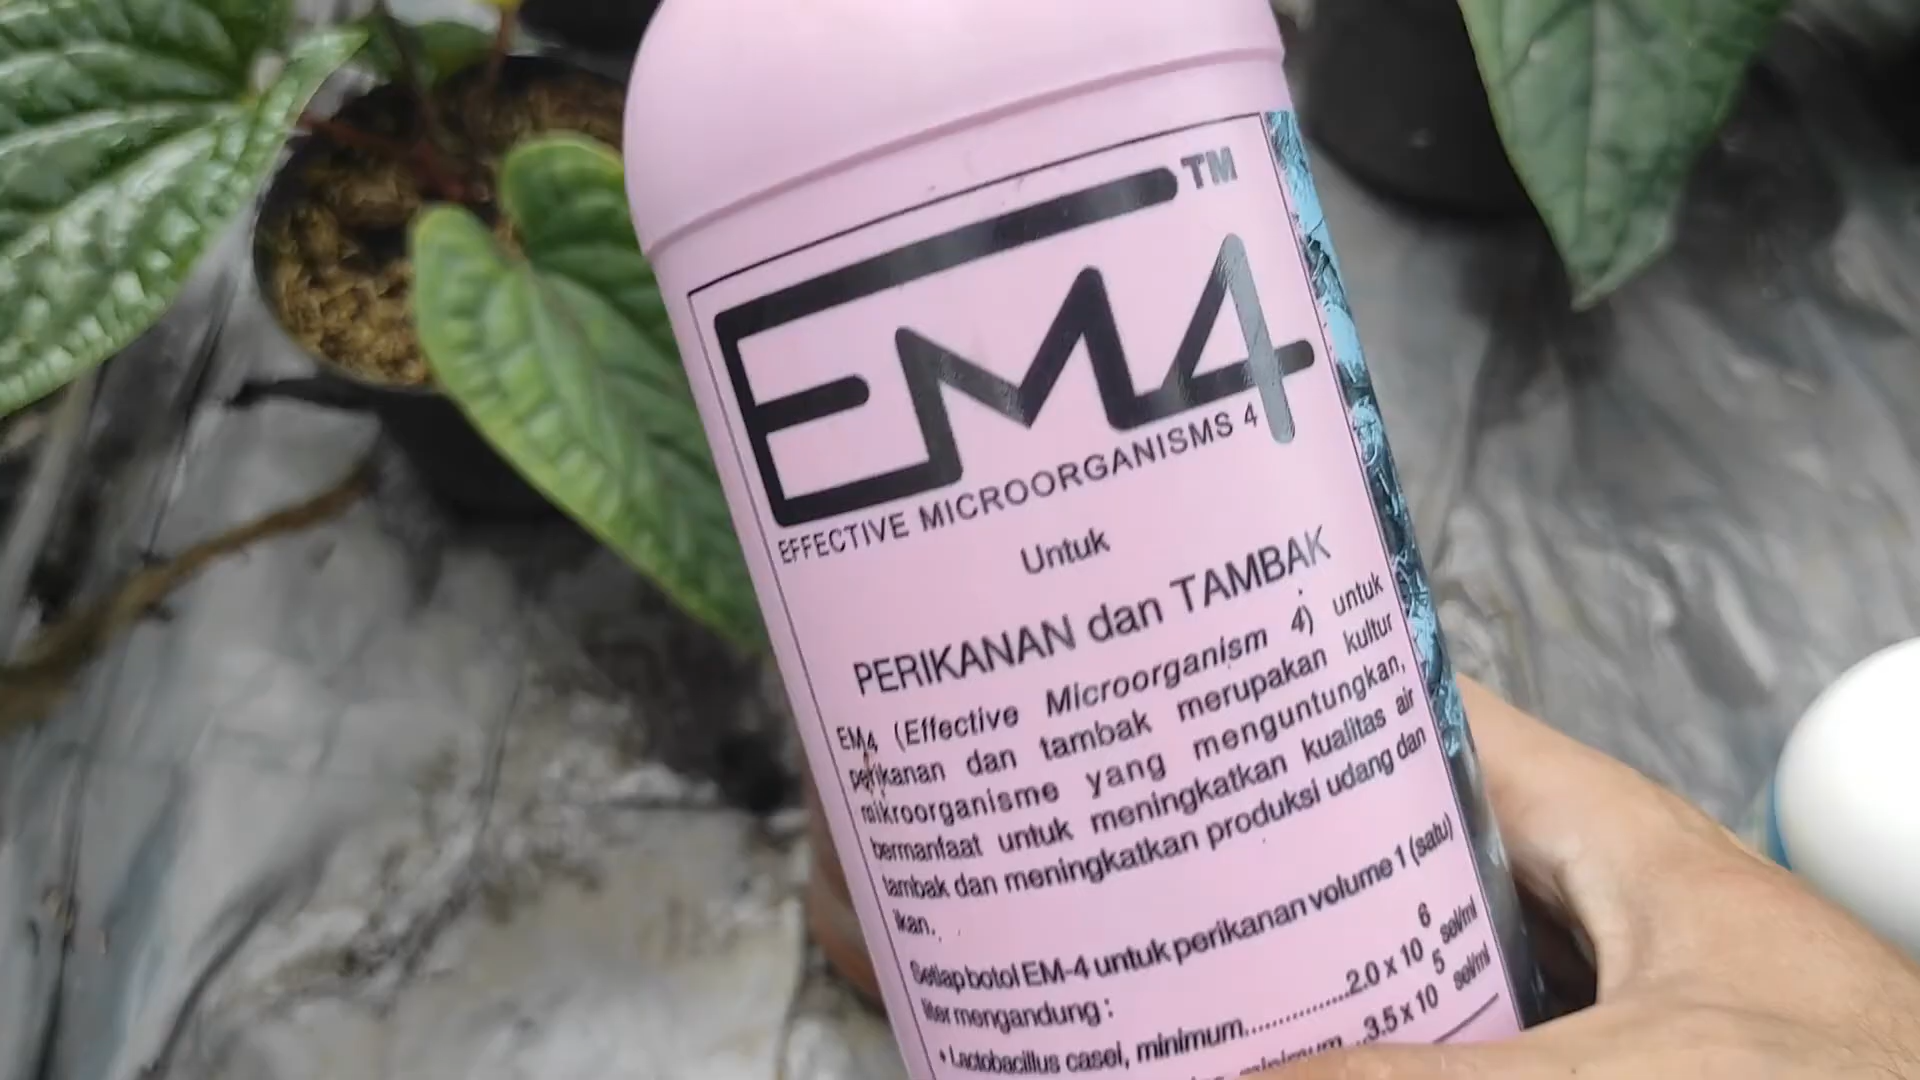 EM4 TM
EFFECTIVE MICROORGANISMS 4
Untuk
PERIKANAN dan TAMBAK
EM4 (Effective Microorganism 4) untuk
perikanan dan tambak merupakan kultur
mikroorganisme yang menguntungkan,
bermanfaat untuk meningkatkan kualitas air
tambak dan meningkatkan produksi udang dan
ikan.
Setiap botol EM-4 untuk perikanan volume 1 (satu)
liter mengandung :
• Lactobacillus casei, minimum..............2.0 x 10 6 sel/ml
minimum ...3.5 x 10 5 sel/ml